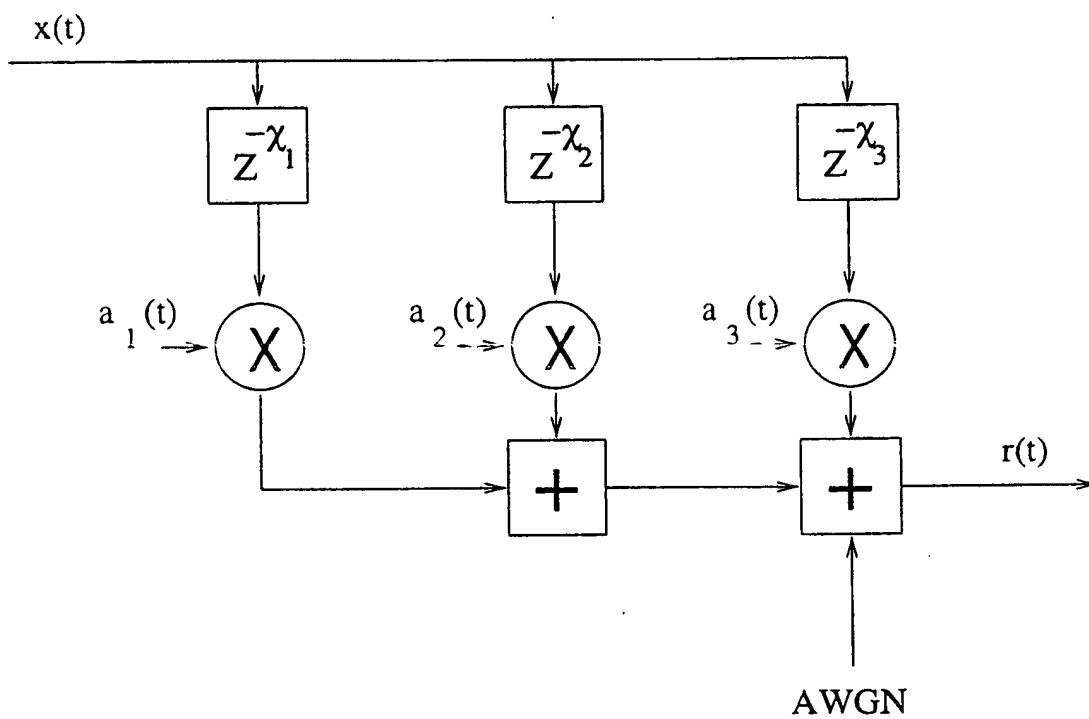 x(t)
Z^{-χ_1} Z^{-χ_2} Z^{-χ_3}
a_1(t) a_2(t) a_3(t)
X X X
+ +
r(t)
AWGN